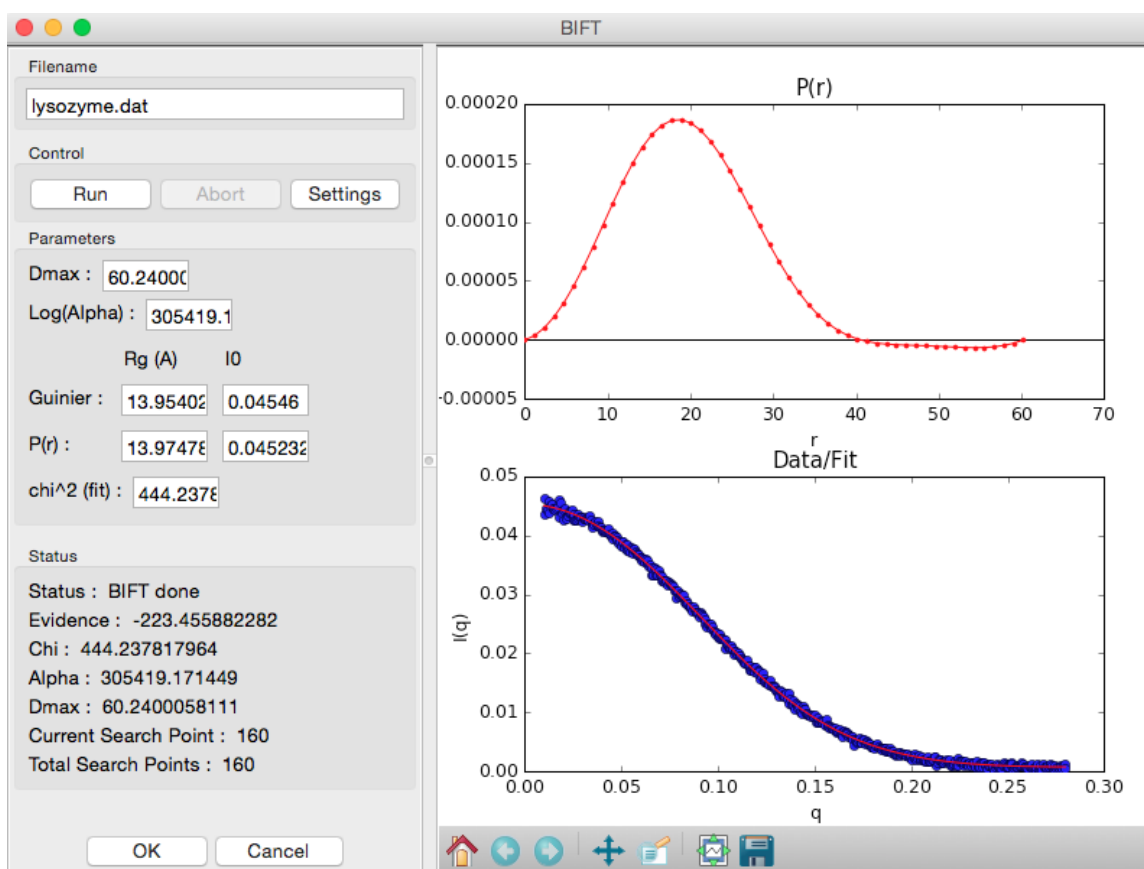 BIFT
Filename
lysozyme.dat
Control
Run Abort Settings
Parameters
Dmax : 60.2400(
Log(Alpha) : 305419.1
Rg (A) I0
Guinier : 13.95402 0.04546
P(r) : 13.97478 0.045232
chi^2 (fit) : 444.2378
Status
Status : BIFT done
Evidence : -223.455882282
Chi : 444.237817964
Alpha : 305419.171449
Dmax : 60.2400058111
Current Search Point : 160
Total Search Points : 160
OK Cancel
P(r)
0.00020
0.00015
0.00010
0.00005
0.00000
-0.00005
0 10 20 30 40 50 60 70
r
Data/Fit
I(q)
0.05
0.04
0.03
0.02
0.01
0.00
0.00 0.05 0.10 0.15 0.20 0.25 0.30
q